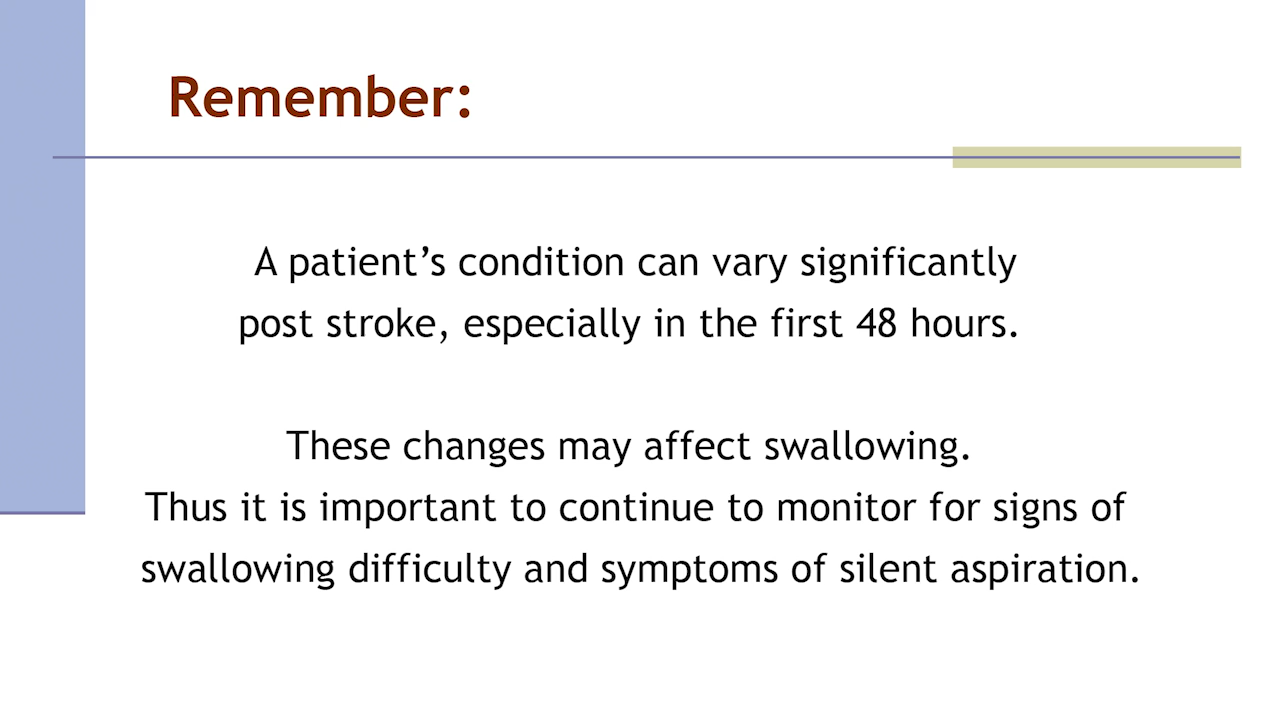 Remember:
A patient’s condition can vary significantly
post stroke, especially in the first 48 hours.
These changes may affect swallowing.
Thus it is important to continue to monitor for signs of
swallowing difficulty and symptoms of silent aspiration.